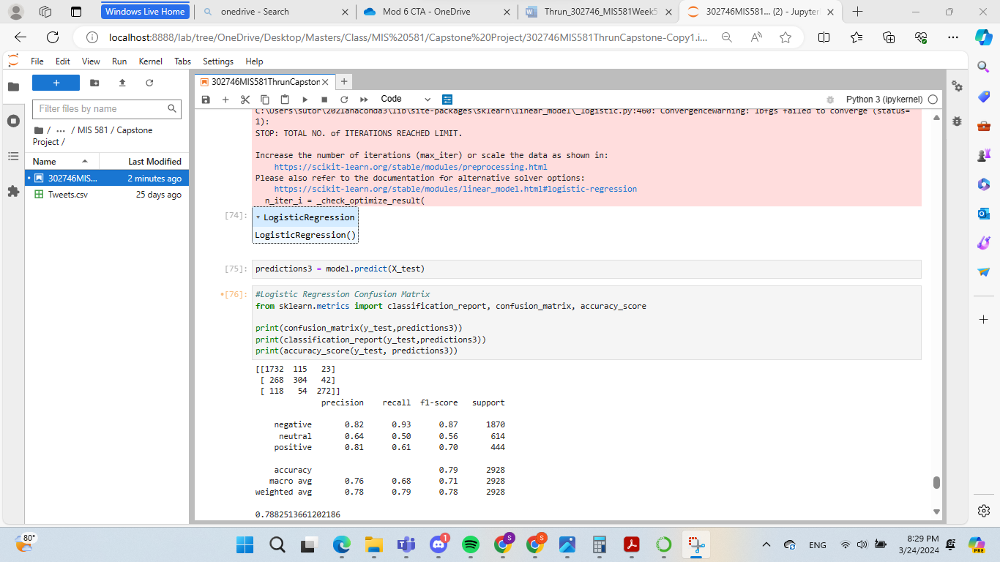 Windows Live Home
onedrive - Search
Mod 6 CTA - OneDrive
Thrun_302746_MIS581Week5
302746MIS581... (2) - Jupyter
localhost:8888/lab/tree/OneDrive/Desktop/Masters/Class/MIS%20581/Capstone%20Project/302746MIS581ThrunCapstone-Copy1.i...
File Edit View Run Kernel Tabs Settings Help
302746MIS581ThrunCapston
Code
Python 3 (ipykernel)
Filter files by name
/ ... / MIS 581 / Capstone
Project /
Name Last Modified
302746MIS... 2 minutes ago
Tweets.csv 25 days ago
C:\Users\sutor\2021anaconda3\lib\site-packages\sklearn\linear_model\_logistic.py:460: ConvergenceWarning: lbfgs failed to converge (status=
1):
STOP: TOTAL NO. of ITERATIONS REACHED LIMIT.
Increase the number of iterations (max_iter) or scale the data as shown in:
https://scikit-learn.org/stable/modules/preprocessing.html
Please also refer to the documentation for alternative solver options:
https://scikit-learn.org/stable/modules/linear_model.html#logistic-regression
n_iter_i = _check_optimize_result(
[74]:
LogisticRegression
LogisticRegression()
[75]: predictions3 = model.predict(X_test)
[76]: #Logistic Regression Confusion Matrix
from sklearn.metrics import classification_report, confusion_matrix, accuracy_score
print(confusion_matrix(y_test,predictions3))
print(classification_report(y_test,predictions3))
print(accuracy_score(y_test, predictions3))
[[1732 115 23]
[ 268 304 42]
[ 118 54 272]]
precision recall f1-score support
negative 0.82 0.93 0.87 1870
neutral 0.64 0.50 0.56 614
positive 0.81 0.61 0.70 444
accuracy 0.79 2928
macro avg 0.76 0.68 0.71 2928
weighted avg 0.78 0.79 0.78 2928
0.7882513661202186
80°
1
S
S
ENG
8:29 PM
3/24/2024
PRE